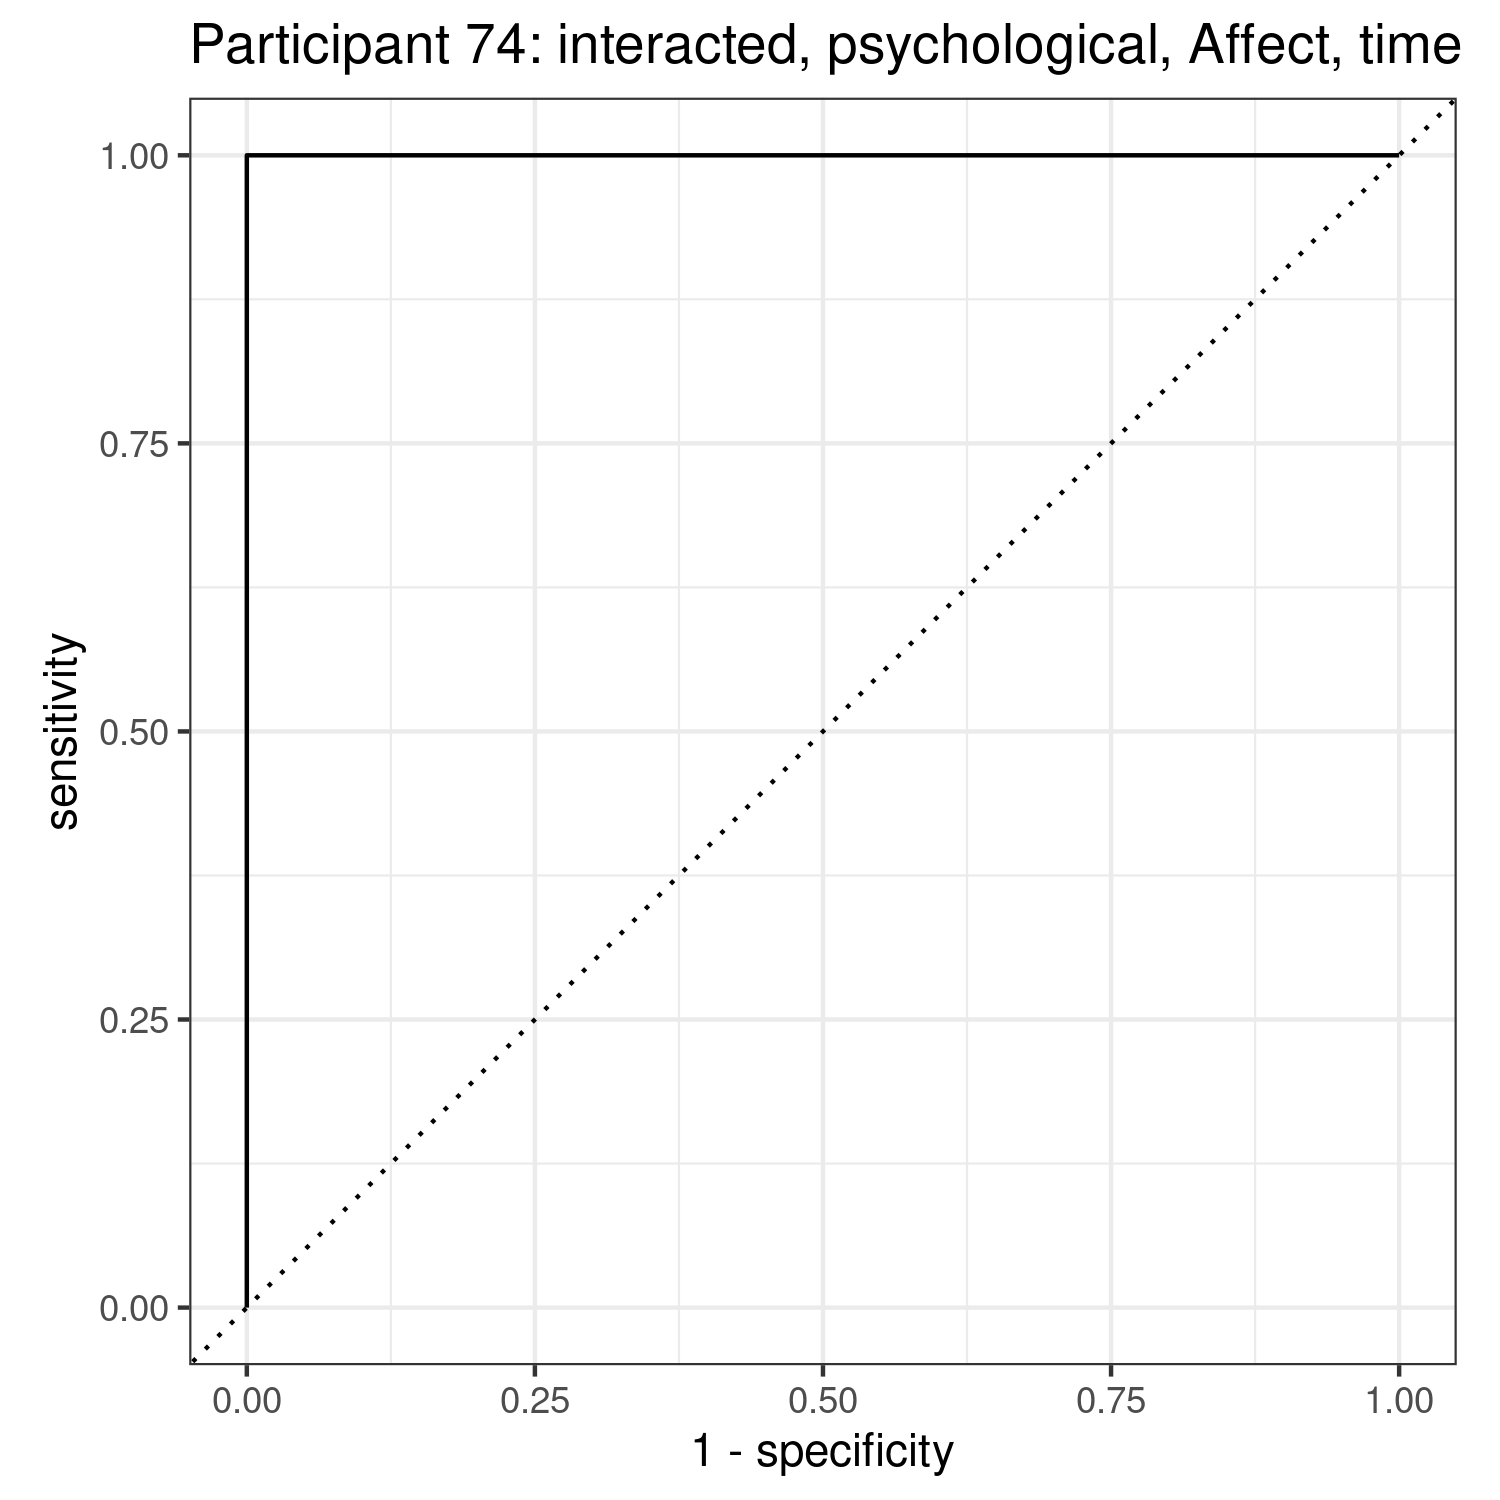 Participant 74: interacted, psychological, Affect, time
1.00
0.75
0.50
0.25
0.00
sensitivity
0.00 0.25 0.50 0.75 1.00
1 - specificity